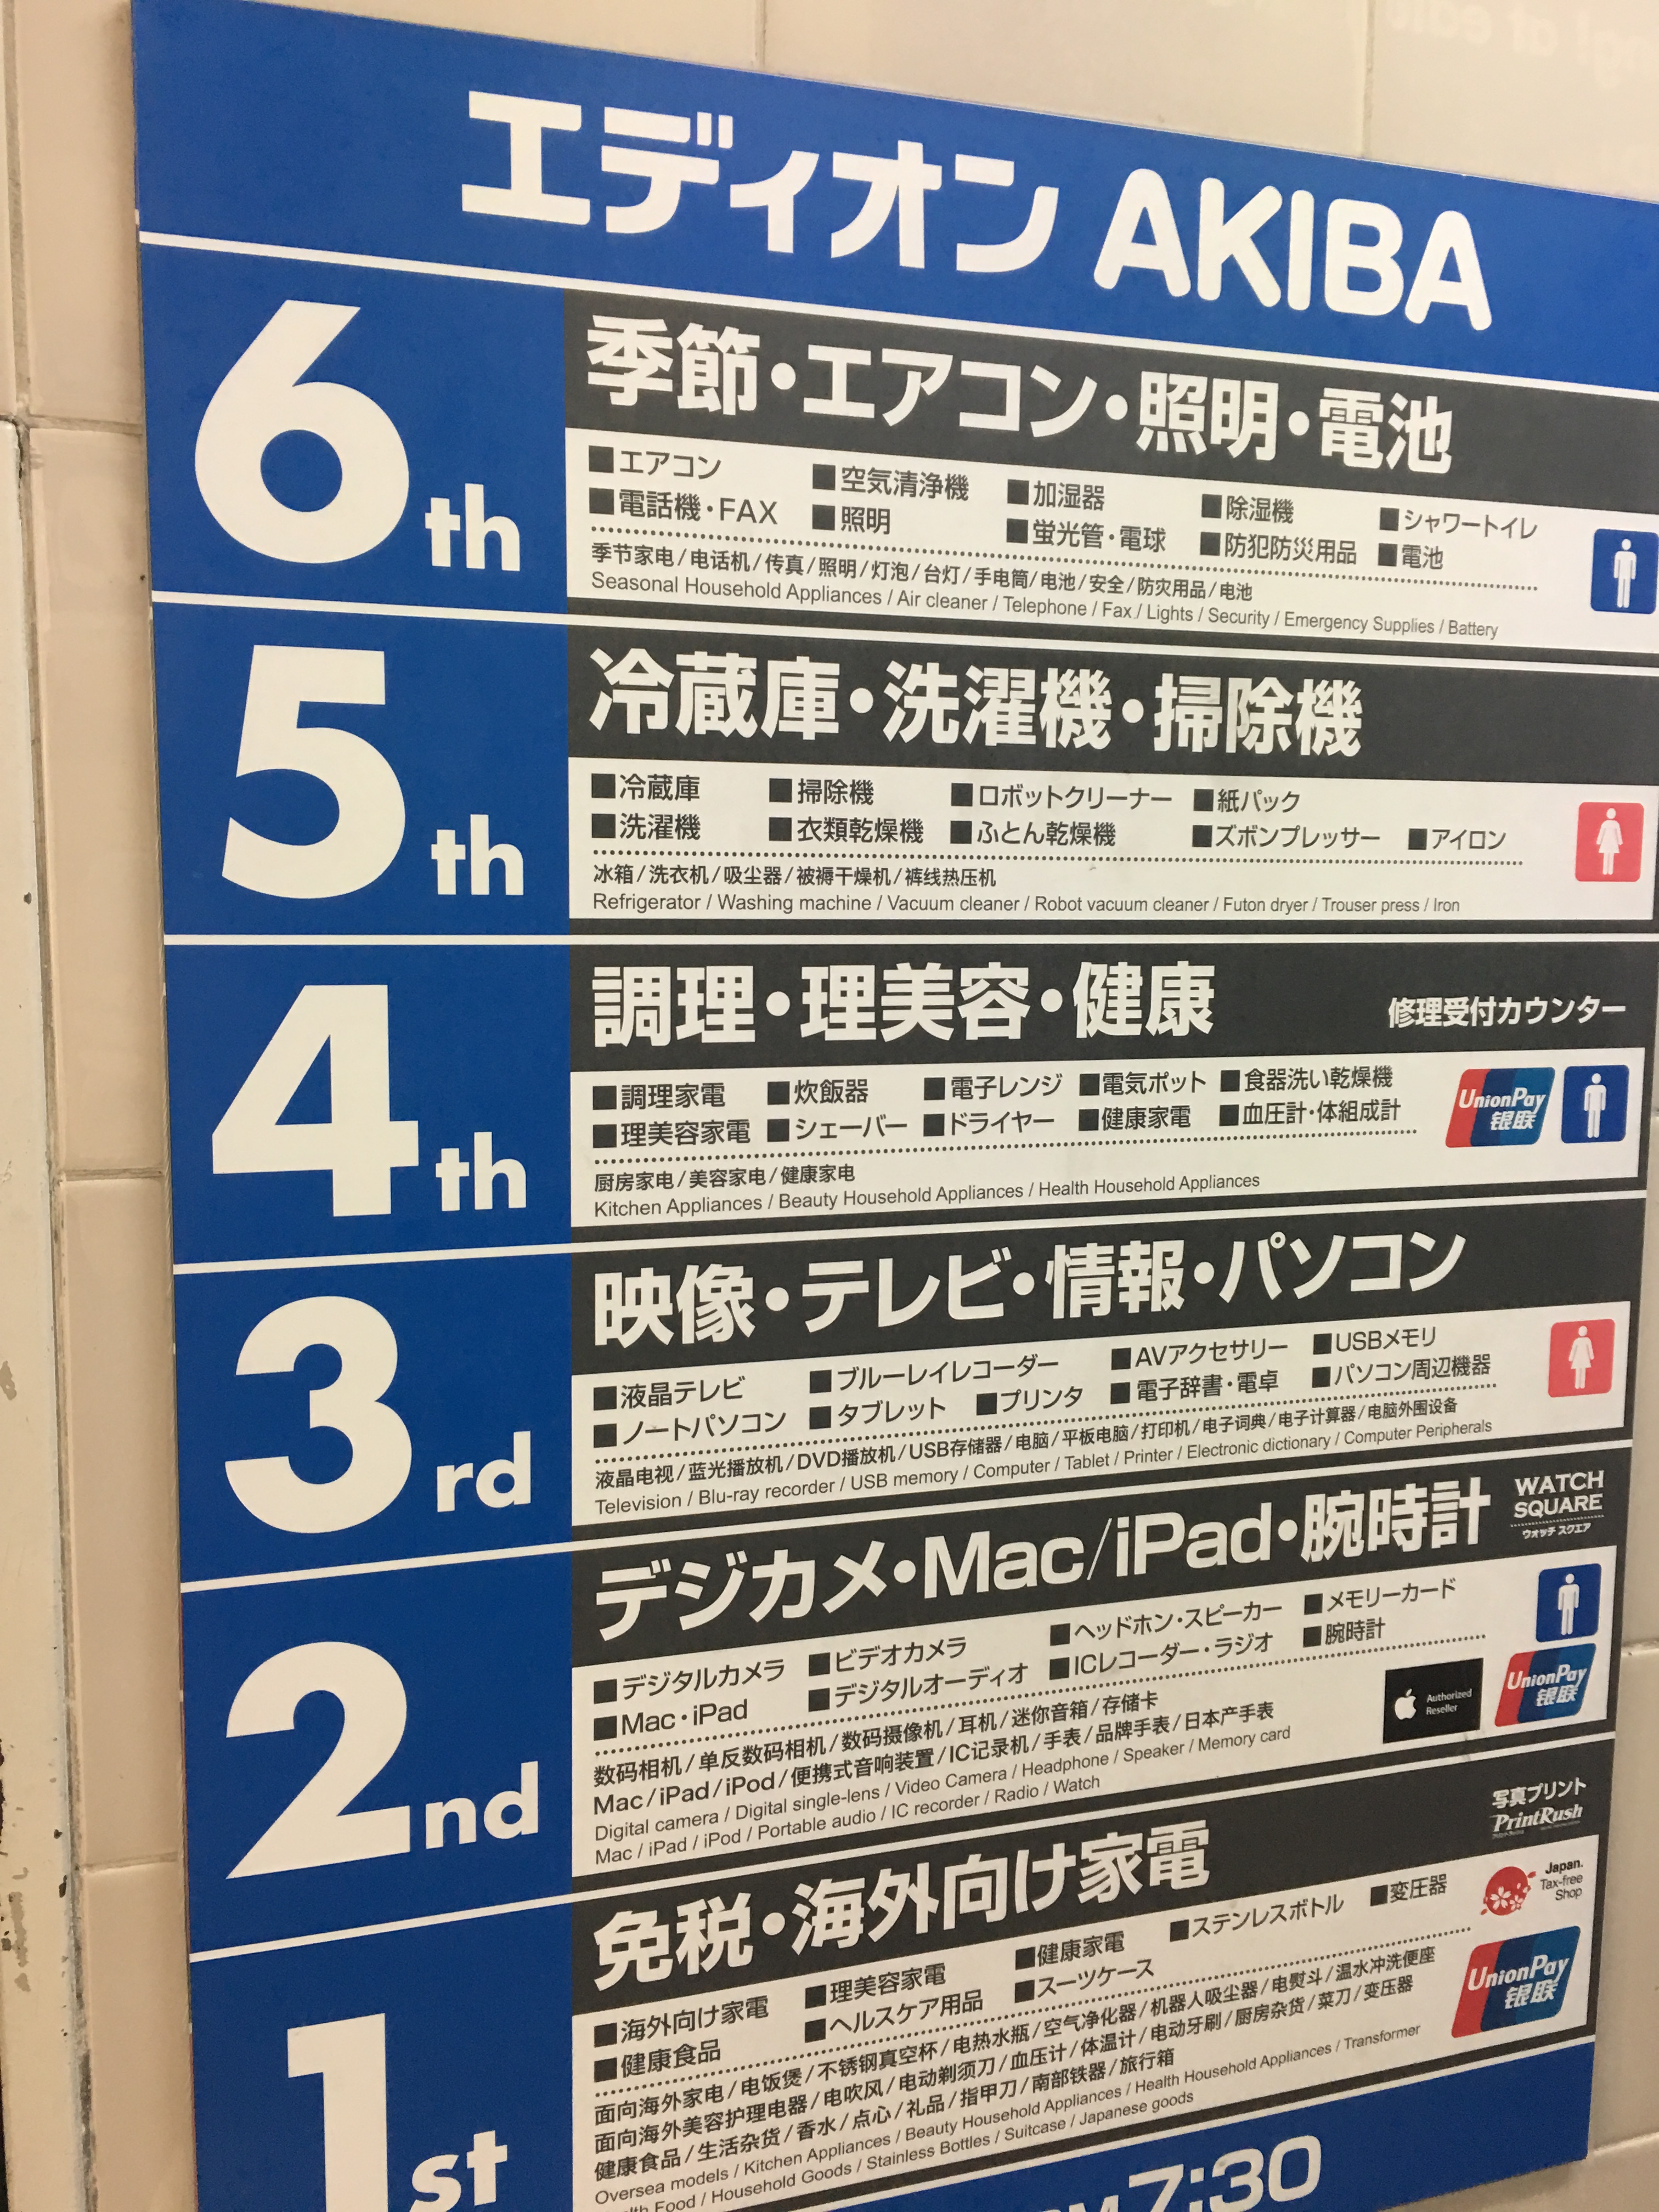 エディオン AKIBA
6th
季節・エアコン・照明・電池
■エアコン ■空気清浄機 ■加湿器 ■除湿機 ■シャワートイレ
■電話機・FAX ■照明 ■蛍光管・電球 ■防犯防災用品 ■電池
季节家电/电话机/传真/照明/灯泡/台灯/手电筒/电池/安全/防灾用品/电池
Seasonal Household Appliances / Air cleaner / Telephone / Fax / Lights / Security / Emergency Supplies / Battery
5th
冷蔵庫・洗濯機・掃除機
■冷蔵庫 ■掃除機 ■ロボットクリーナー ■紙パック
■洗濯機 ■衣類乾燥機 ■ふとん乾燥機 ■ズボンプレッサー ■アイロン
冰箱/洗衣机/吸尘器/被褥干燥机/裤线热压机
Refrigerator / Washing machine / Vacuum cleaner / Robot vacuum cleaner / Futon dryer / Trouser press / Iron
4th
調理・理美容・健康 修理受付カウンター
■調理家電 ■炊飯器 ■電子レンジ ■電気ポット ■食器洗い乾燥機
■理美容家電 ■シェーバー ■ドライヤー ■健康家電 ■血圧計・体組成計
UnionPay
银联
厨房家电/美容家电/健康家电
Kitchen Appliances / Beauty Household Appliances / Health Household Appliances
3rd
映像・テレビ・情報・パソコン
■液晶テレビ ■ブルーレイレコーダー ■AVアクセサリー ■USBメモリ
■ノートパソコン ■タブレット ■プリンタ ■電子辞書・電卓 ■パソコン周辺機器
液晶电视/蓝光播放机/DVD播放机/USB存储器/电脑/平板电脑/打印机/电子词典/电子计算器/电脑外围设备
Television / Blu-ray recorder / USB memory / Computer / Tablet / Printer / Electronic dictionary / Computer Peripherals
2nd
デジカメ・Mac/iPad・腕時計
WATCH
SQUARE
ウォッチ スクエア
■デジタルカメラ ■ビデオカメラ ■ヘッドホン・スピーカー ■メモリーカード
■Mac・iPad ■デジタルオーディオ ■ICレコーダー・ラジオ ■腕時計
数码相机/单反数码相机/数码摄像机/耳机/迷你音箱/存储卡
Mac/iPad/iPod/便携式音响装置/IC记录机/手表/品牌手表/日本产手表
Digital camera / Digital single-lens / Video Camera / Headphone / Speaker / Memory card
Mac / iPad / iPod / Portable audio / IC recorder / Radio / Watch
Authorized
Reseller
UnionPay
银联
1st
免税・海外向け家電
写真プリント
PrintRush
■海外向け家電 ■理美容家電 ■健康家電 ■ステンレスボトル ■変圧器
■健康食品 ■ヘルスケア用品 ■スーツケース
Japan.
Tax-free
Shop
面向海外家电/电饭煲/不锈钢真空杯/电热水瓶/空气净化器/机器人吸尘器/电熨斗/温水冲洗便座
面向海外美容护理电器/电吹风/电动剃须刀/血压计/体温计/电动牙刷/厨房杂货/菜刀/变压器
健康食品/生活杂货/香水/点心/礼品/指甲刀/南部铁器/旅行箱
Oversea models / Kitchen Appliances / Beauty Household Appliances / Health Household Appliances / Transformer
Food / Household Goods / Stainless Bottles / Suitcase / Japanese goods
UnionPay
银联
7:30